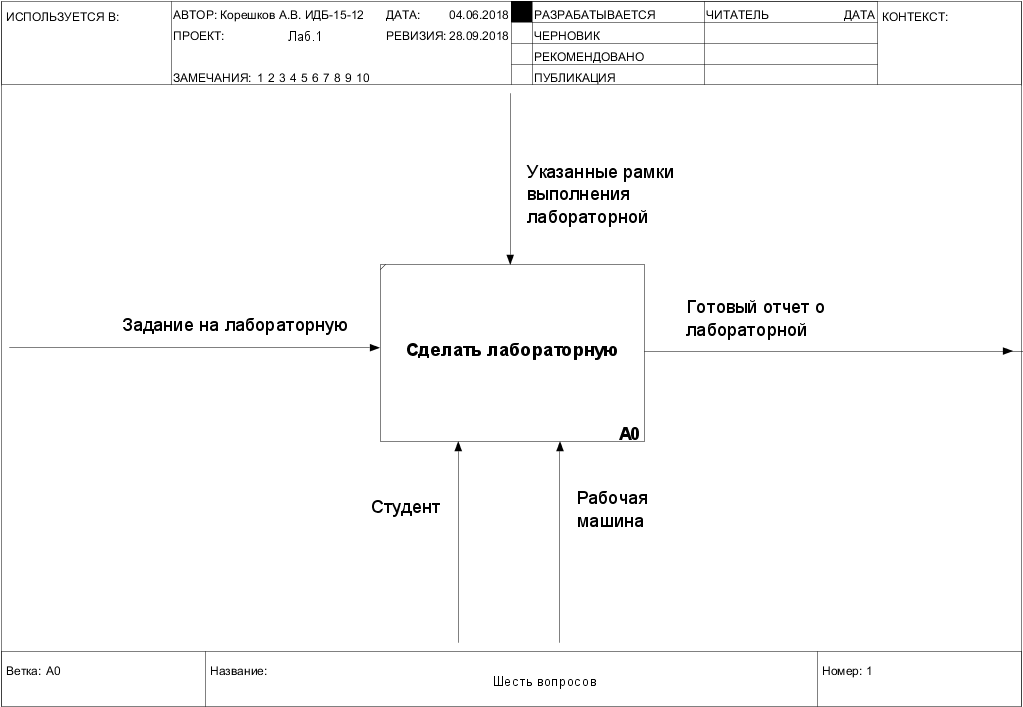 ИСПОЛЬЗУЕТСЯ В:
АВТОР: Корешков А.В. ИДБ-15-12
ДАТА: 04.06.2018
РАЗРАБАТЫВАЕТСЯ
ЧИТАТЕЛЬ
ДАТА
КОНТЕКСТ:
ПРОЕКТ: Лаб.1
РЕВИЗИЯ: 28.09.2018
ЧЕРНОВИК
РЕКОМЕНДОВАНО
ЗАМЕЧАНИЯ: 1 2 3 4 5 6 7 8 9 10
ПУБЛИКАЦИЯ
Указанные рамки
выполнения
лабораторной
Задание на лабораторную
Готовый отчет о
лабораторной
Сделать лабораторную
A0
Студент
Рабочая
машина
Ветка: A0
Название:
Шесть вопросов
Номер: 1